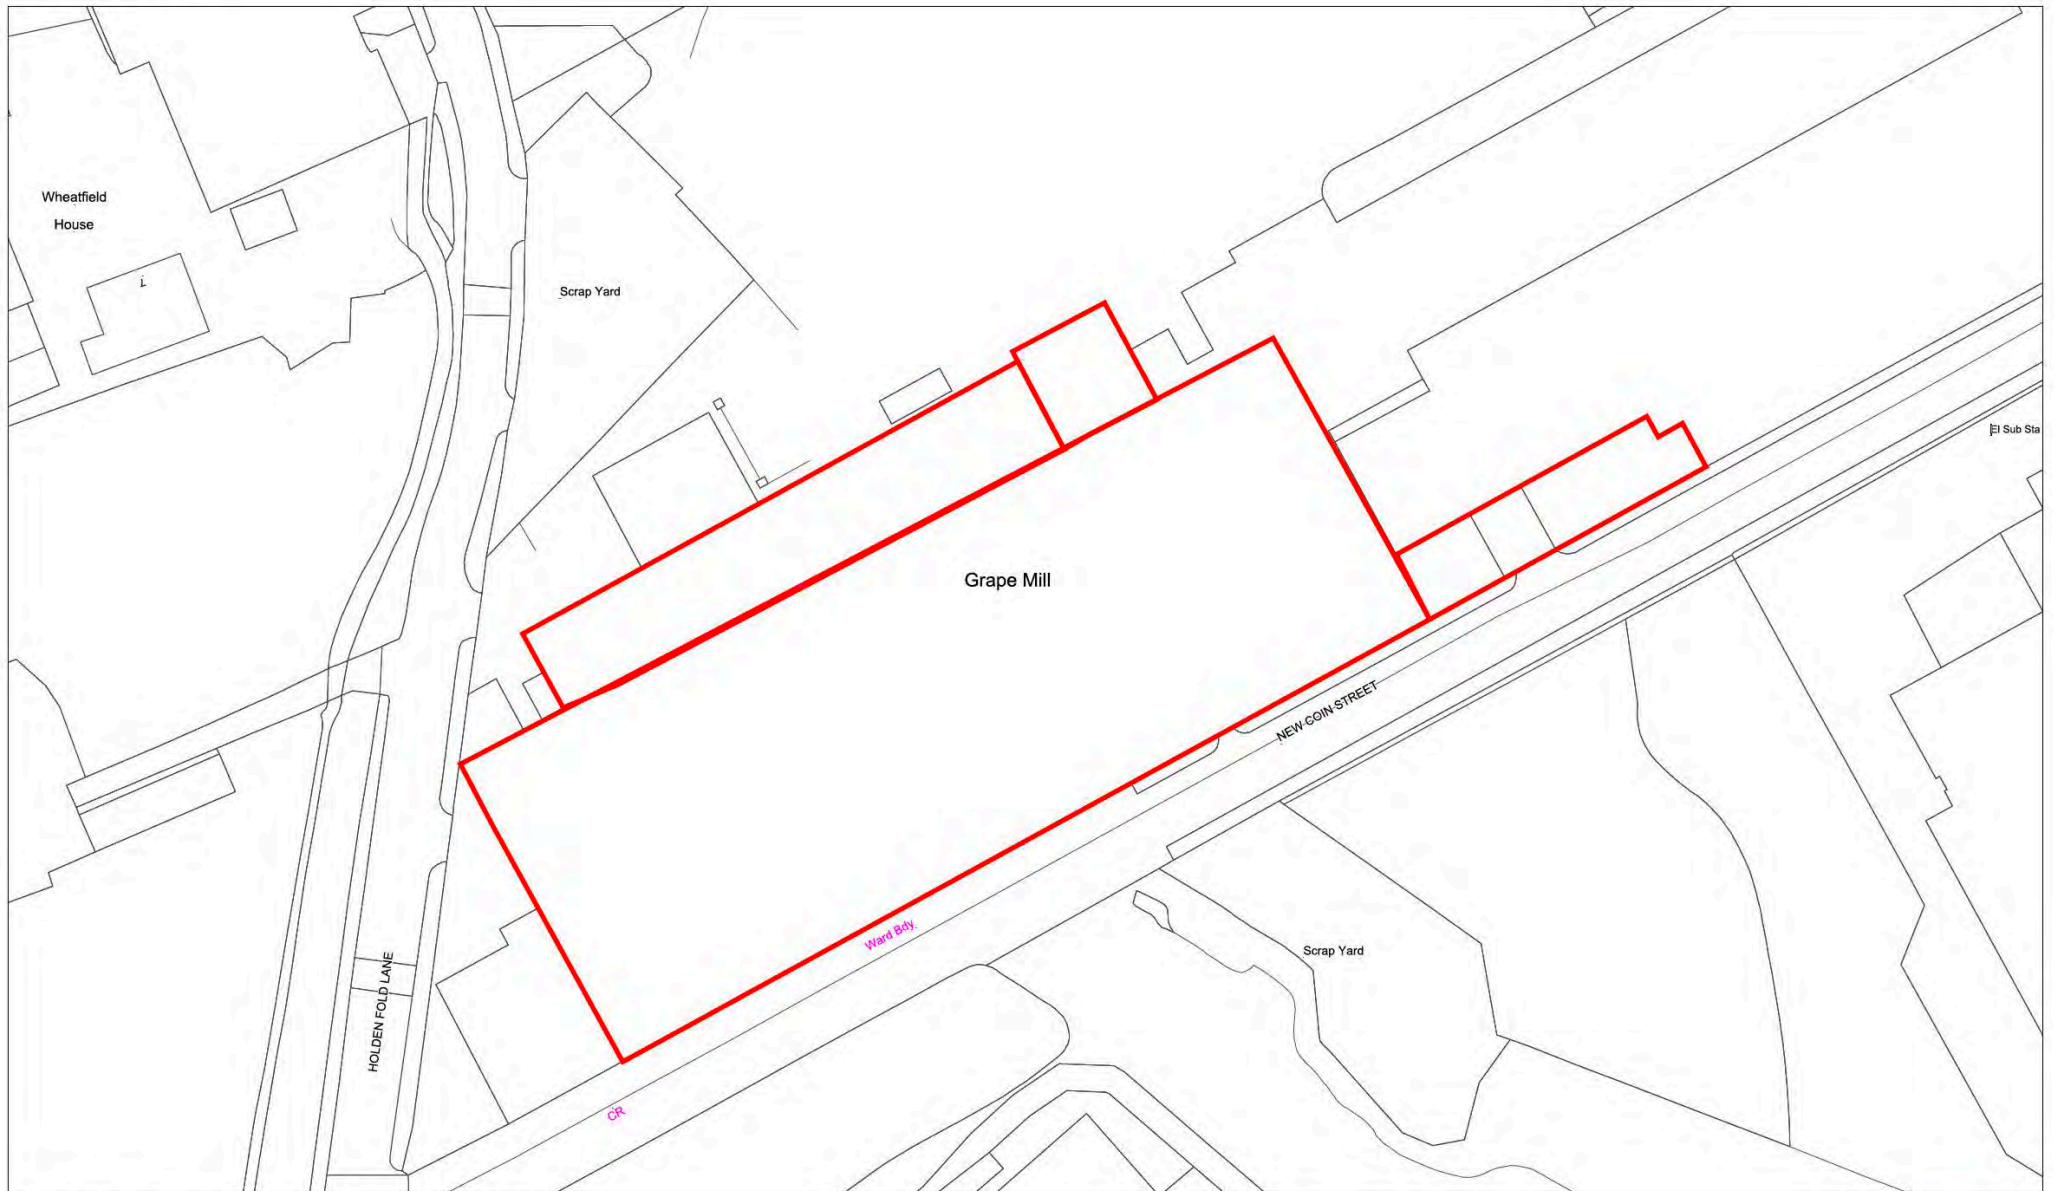 Wheatfield
House
Scrap Yard
El Sub Sta
Grape Mill
NEW COIN STREET
Ward Bdy
Scrap Yard
HOLDEN FOLD LANE
CR